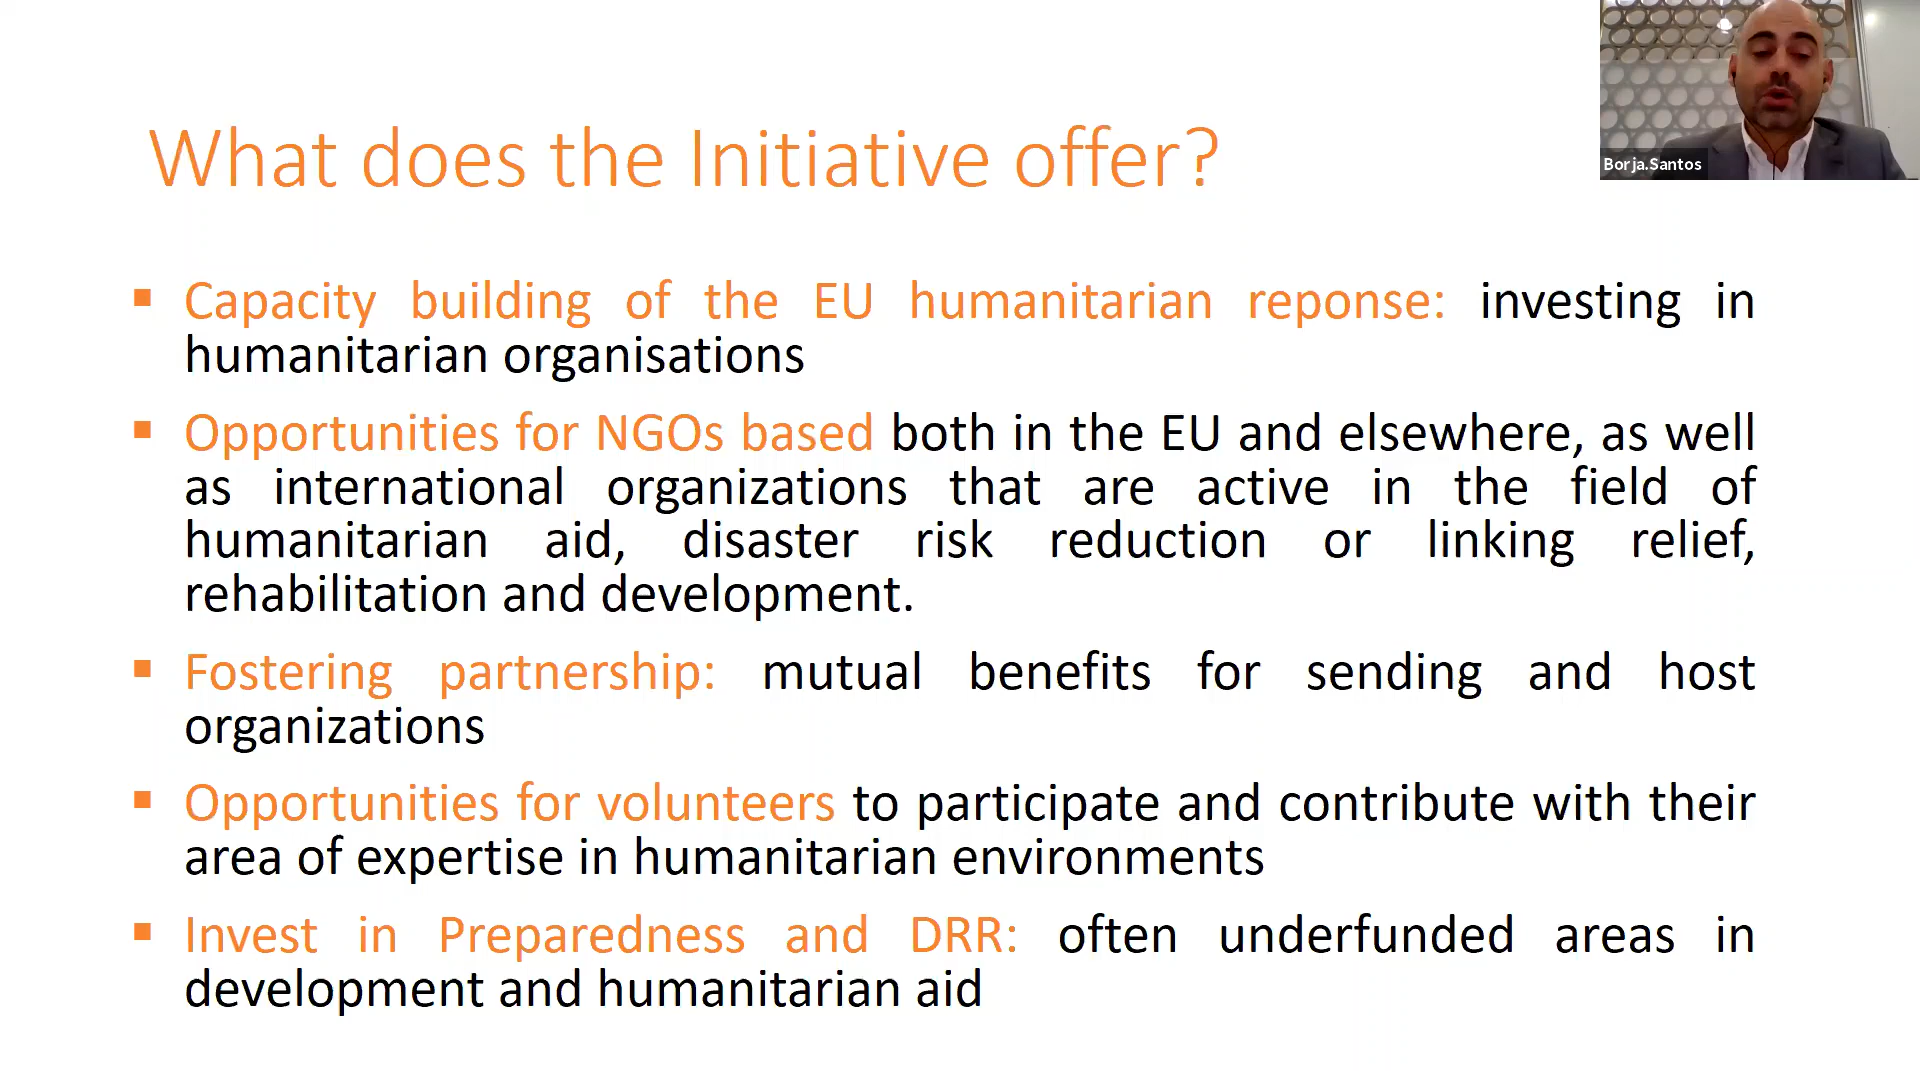 What does the Initiative offer?
Borja.Santos
▪ Capacity building of the EU humanitarian reponse: investing in
humanitarian organisations
▪ Opportunities for NGOs based both in the EU and elsewhere, as well
as international organizations that are active in the field of
humanitarian aid, disaster risk reduction or linking relief,
rehabilitation and development.
▪ Fostering partnership: mutual benefits for sending and host
organizations
▪ Opportunities for volunteers to participate and contribute with their
area of expertise in humanitarian environments
▪ Invest in Preparedness and DRR: often underfunded areas in
development and humanitarian aid